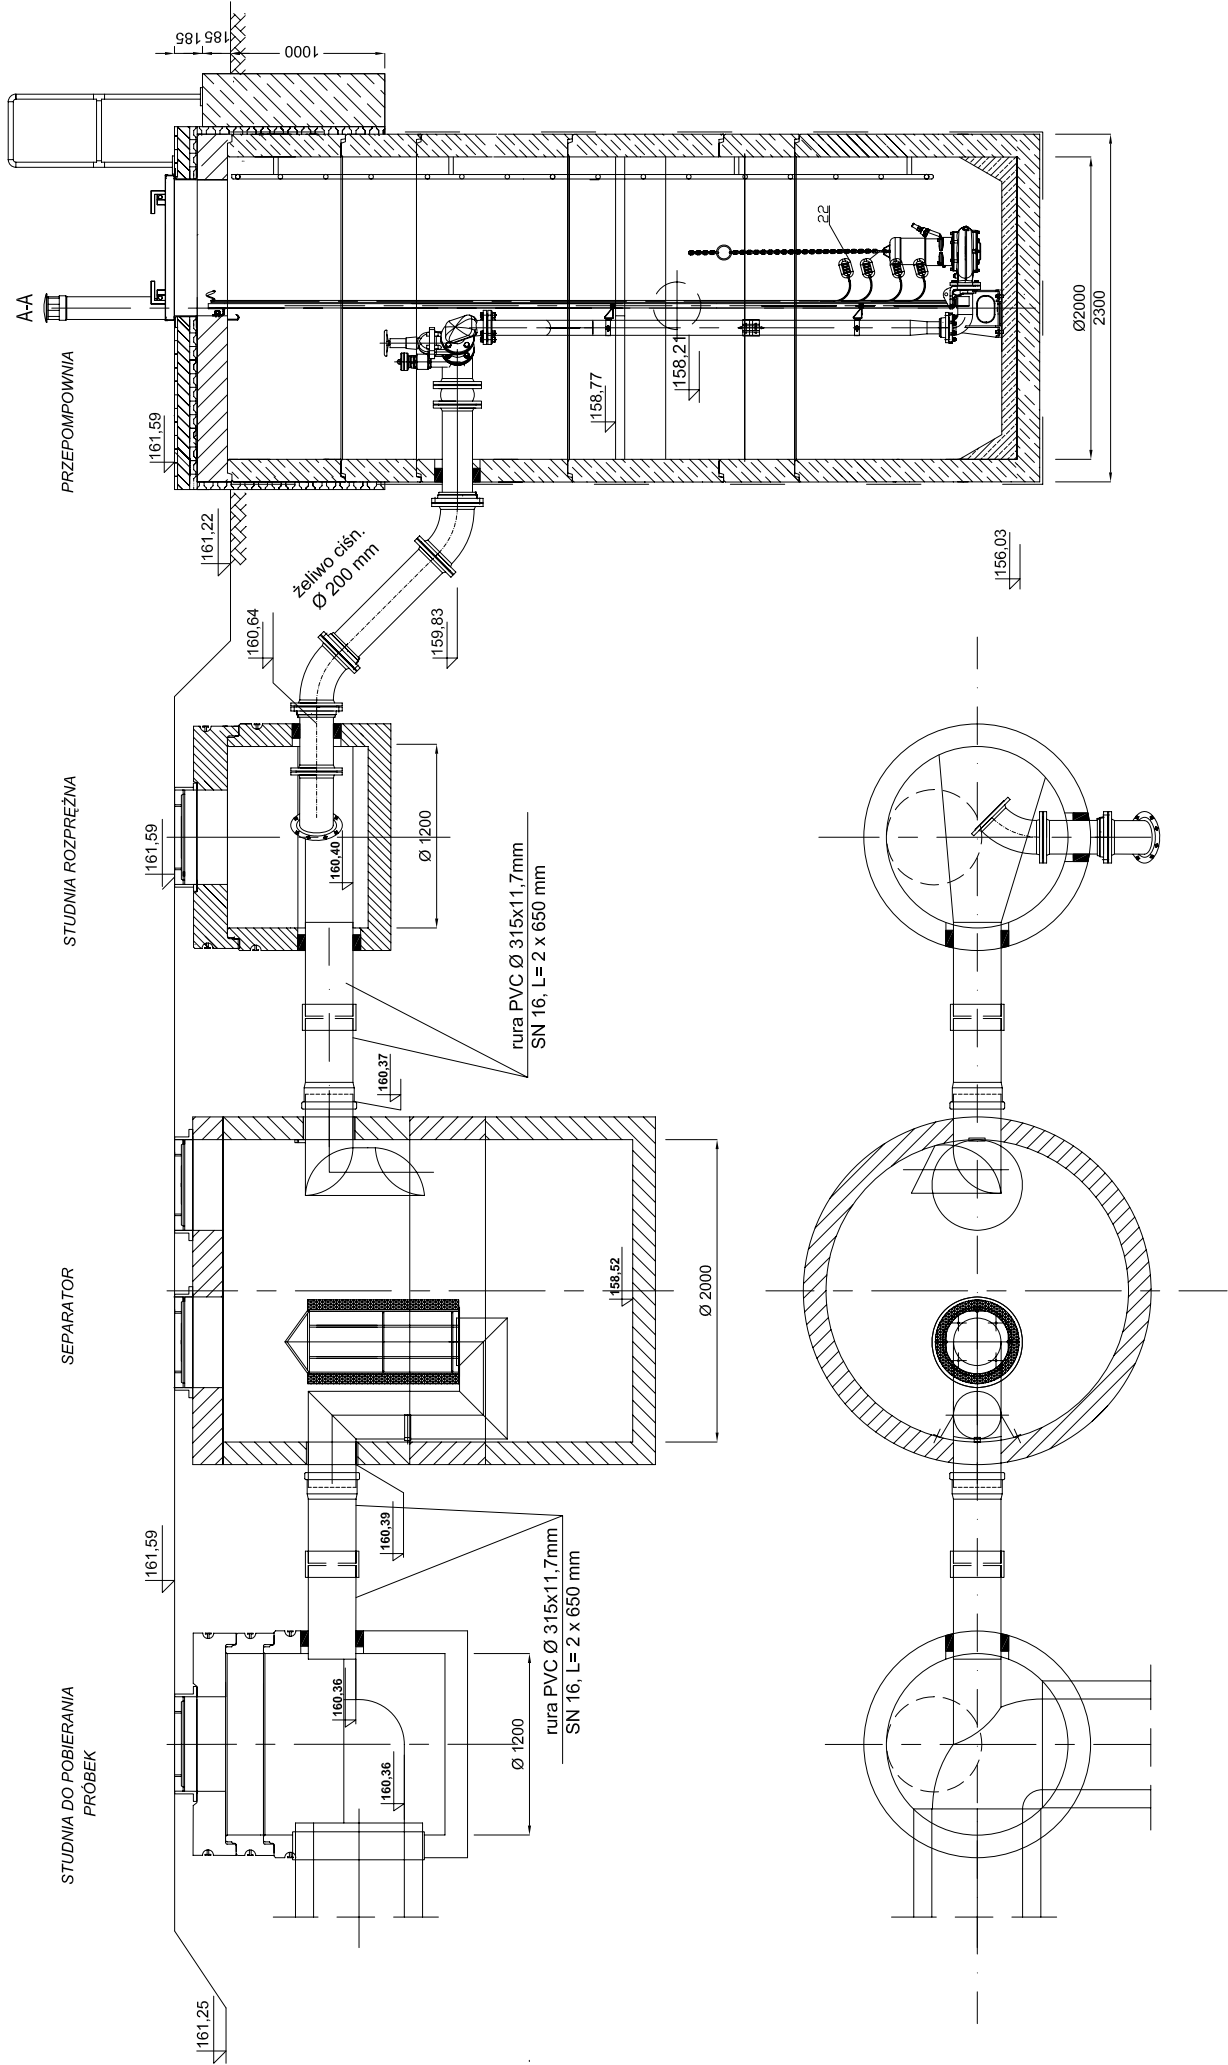 STUDNIA DO POBIERANIA
PRÓBEK
SEPARATOR
STUDNIA ROZPRĘŻNA
PRZEPOMPOWNIA
A-A
161,25
161,59
161,59
161,22
161,59
185
185
1000
160,36
160,36
Ø 1200
rura PVC Ø 315x11,7mm
SN 16, L= 2 x 650 mm
160,39
158,52
Ø 2000
160,37
rura PVC Ø 315x11,7mm
SN 16, L= 2 x 650 mm
160,40
Ø 1200
160,64
żeliwo ciśn.
Ø 200 mm
159,83
158,77
158,21
22
156,03
Ø2000
2300